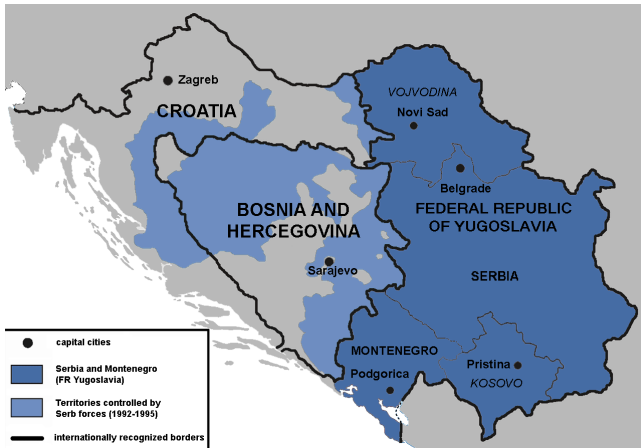 Zagreb
CROATIA
VOJVODINA
Novi Sad
Belgrade
BOSNIA AND
HERCEGOVINA
FEDERAL REPUBLIC
OF YUGOSLAVIA
Sarajevo
SERBIA
MONTENEGRO
Podgorica
Pristina
KOSOVO
capital cities
Serbia and Montenegro
(FR Yugoslavia)
Territories controlled by
Serb forces (1992-1995)
internationally recognized borders